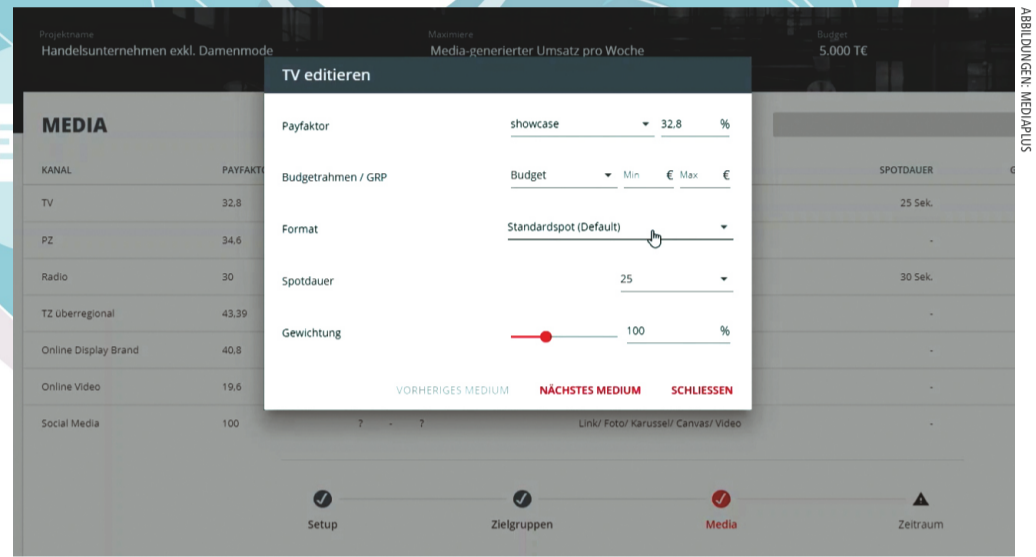 Projektname
Handelsunternehmen exkl. Damenmode
Maximiere
Media-generierter Umsatz pro Woche
Budget
5.000 T€
ABBILDUNGEN: MEDIAPLUS
TV editieren
Payfaktor showcase 32,8 %
Budgetrahmen / GRP Budget Min € Max €
Format Standardspot (Default)
Spotdauer 25
Gewichtung 100 %
VORHERIGES MEDIUM NÄCHSTES MEDIUM SCHLIESSEN
MEDIA
KANAL PAYFAKTO SPOTDAUER G
TV 32,8 25 Sek.
PZ 34,6 -
Radio 30 30 Sek.
TZ überregional 43,39 -
Online Display Brand 40,8 -
Online Video 19,6 -
Social Media 100 ? - ? Link/ Foto/ Karussel/ Canvas/ Video -
Setup Zielgruppen Media Zeitraum